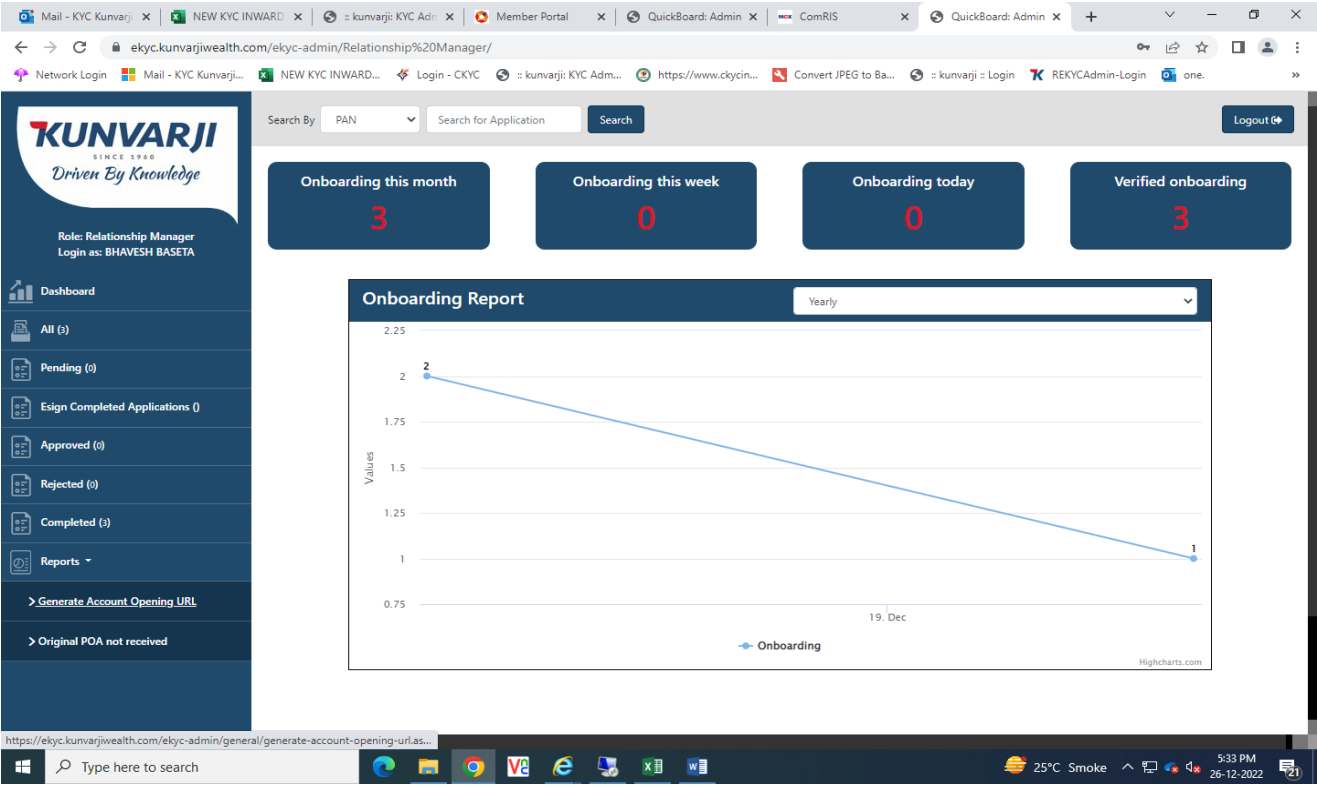 Mail - KYC Kunvarji
NEW KYC INWARD
:: kunvarji: KYC Adm
Member Portal
QuickBoard: Admin
MCX ComRIS
QuickBoard: Admin
ekyc.kunvarjiwealth.com/ekyc-admin/Relationship%20Manager/
Network Login
Mail - KYC Kunvarji...
NEW KYC INWARD...
Login - CKYC
:: kunvarji: KYC Adm...
https://www.ckycin...
Convert JPEG to Ba...
:: kunvarji :: Login
REKYCAdmin-Login
one.
»
KUNVARJI
SINCE 1960
Driven By Knowledge
Role: Relationship Manager
Login as: BHAVESH BASETA
Dashboard
All (3)
Pending (0)
Esign Completed Applications ()
Approved (0)
Rejected (0)
Completed (3)
Reports
> Generate Account Opening URL
> Original POA not received
Search By PAN Search for Application Search Logout
Onboarding this month
3
Onboarding this week
0
Onboarding today
0
Verified onboarding
3
Onboarding Report Yearly
2.25
2
1.75
1.5
1.25
1
0.75
Values
2
1
19. Dec
Onboarding
Highcharts.com
https://ekyc.kunvarjiwealth.com/ekyc-admin/general/generate-account-opening-url.as...
Type here to search
25°C Smoke
5:33 PM
26-12-2022
21